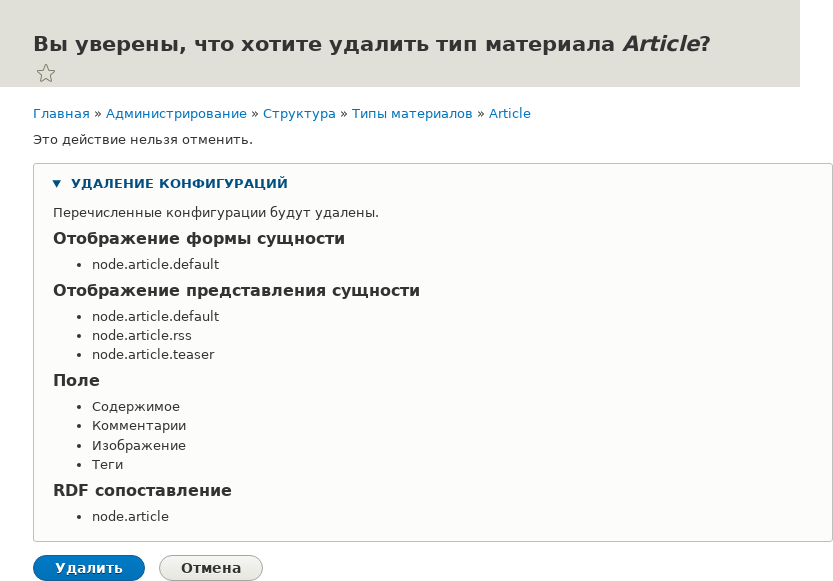 Вы уверены, что хотите удалить тип материала Article?
Главная » Администрирование » Структура » Типы материалов » Article
Это действие нельзя отменить.
УДАЛЕНИЕ КОНФИГУРАЦИЙ
Перечисленные конфигурации будут удалены.
Отображение формы сущности
• node.article.default
Отображение представления сущности
• node.article.default
• node.article.rss
• node.article.teaser
Поле
• Содержимое
• Комментарии
• Изображение
• Теги
RDF сопоставление
• node.article
Удалить
Отмена